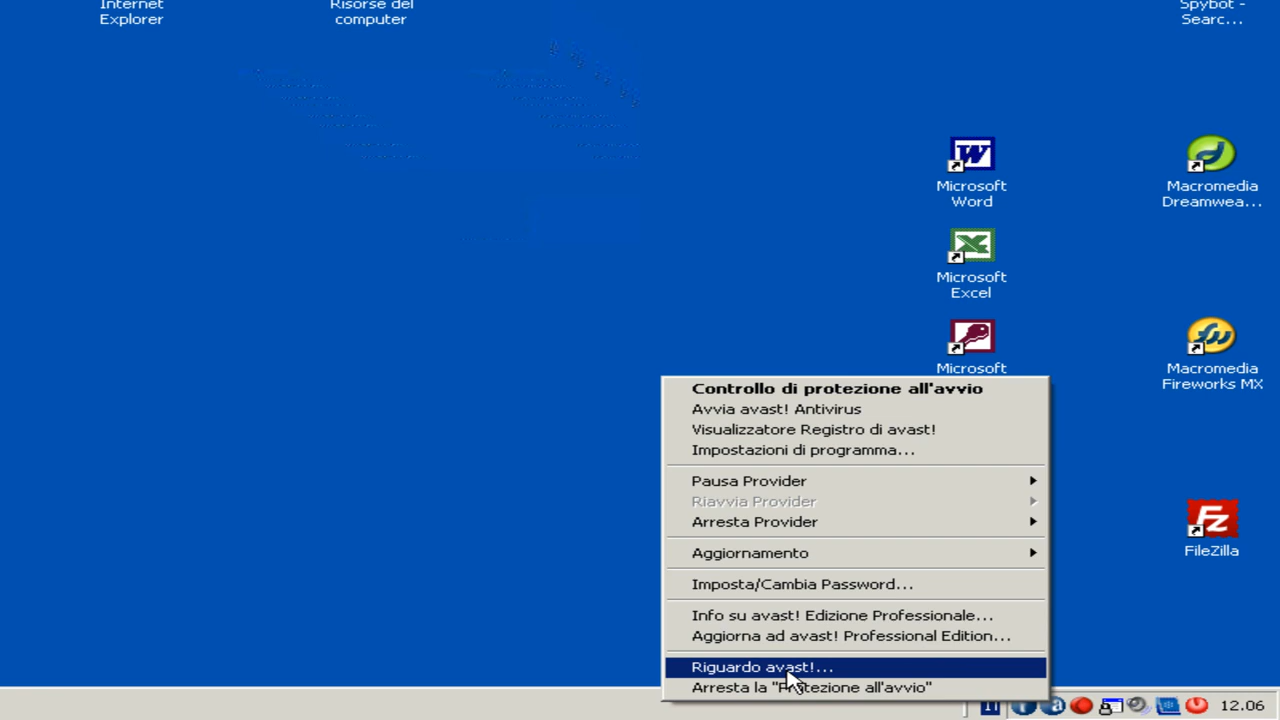 Internet
Explorer
Risorse del
computer
Spybot -
Searc...
Microsoft
Word
Macromedia
Dreamwea...
Microsoft
Excel
Microsoft
Macromedia
Fireworks MX
FileZilla
Controllo di protezione all'avvio
Avvia avast! Antivirus
Visualizzatore Registro di avast!
Impostazioni di programma...
Pausa Provider
Riavvia Provider
Arresta Provider
Aggiornamento
Imposta/Cambia Password...
Info su avast! Edizione Professionale...
Aggiorna ad avast! Professional Edition...
Riguardo avast!...
Arresta la "Protezione all'avvio"
IT
12.06